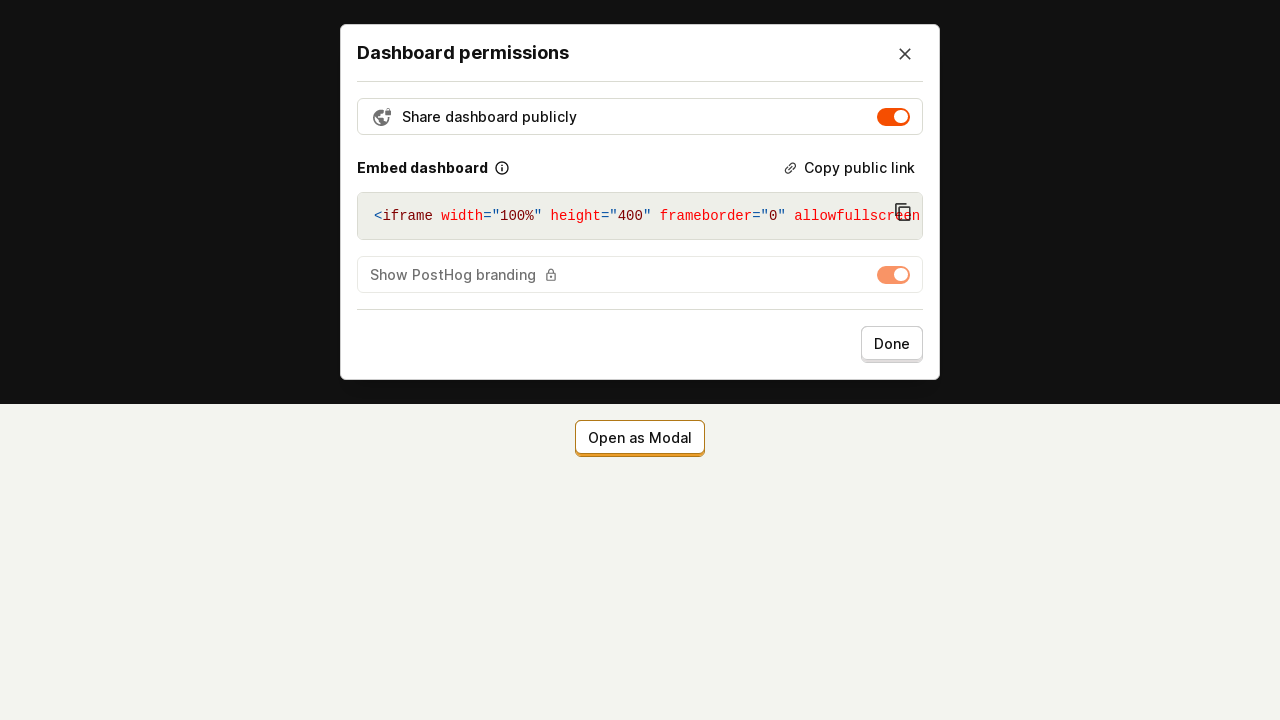 Dashboard permissions
Share dashboard publicly
Embed dashboard
Copy public link
<iframe width="100%" height="400" frameborder="0" allowfullscreen
Show PostHog branding
Done
Open as Modal